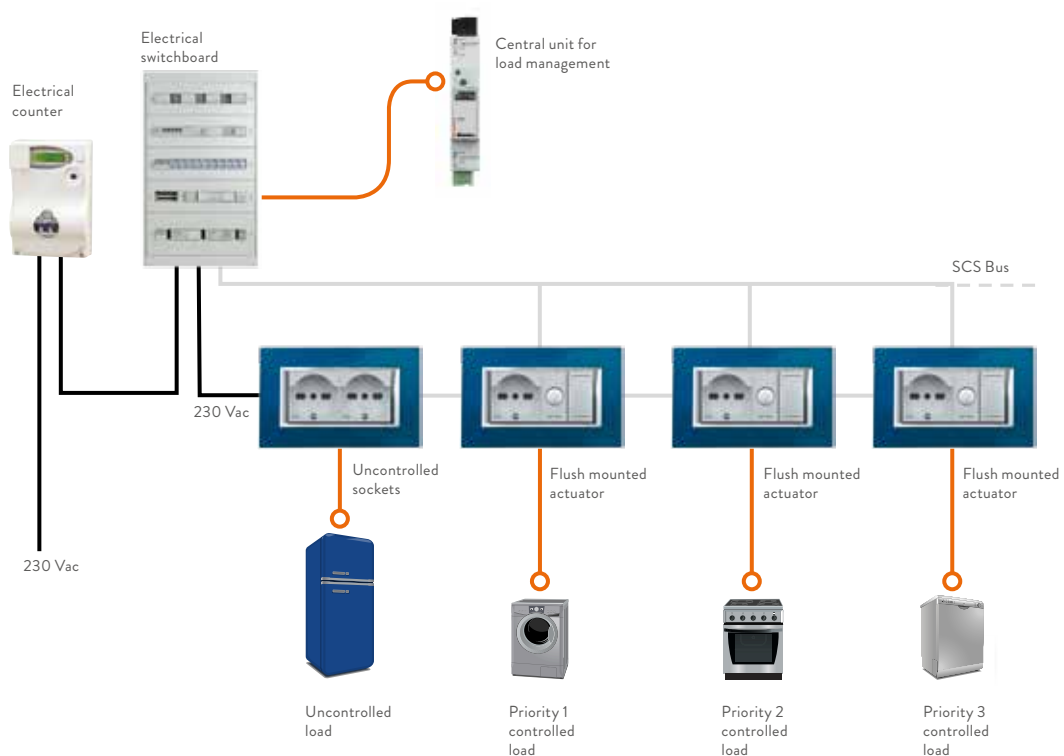 Electrical
switchboard
Central unit for
load management
Electrical
counter
SCS Bus
230 Vac
Uncontrolled
sockets
Flush mounted
actuator
Flush mounted
actuator
Flush mounted
actuator
230 Vac
Uncontrolled
load
Priority 1
controlled
load
Priority 2
controlled
load
Priority 3
controlled
load